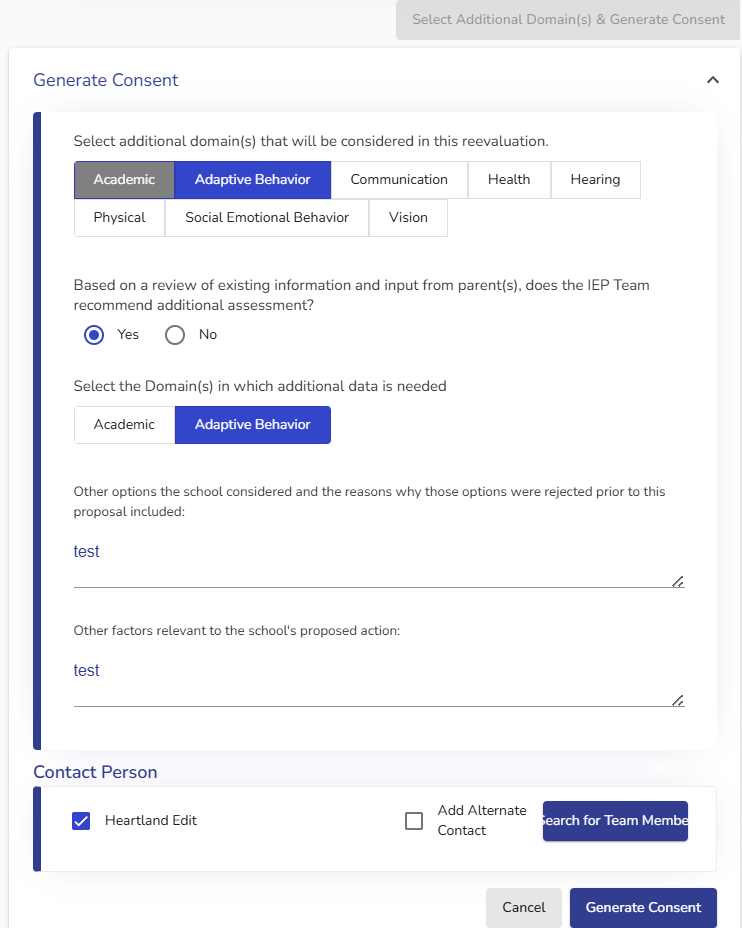 Select Additional Domain(s) & Generate Consent
Generate Consent
Select additional domain(s) that will be considered in this reevaluation.
Academic Adaptive Behavior Communication Health Hearing
Physical Social Emotional Behavior Vision
Based on a review of existing information and input from parent(s), does the IEP Team
recommend additional assessment?
Yes No
Select the Domain(s) in which additional data is needed
Academic Adaptive Behavior
Other options the school considered and the reasons why those options were rejected prior to this
proposal included:
test
Other factors relevant to the school's proposed action:
test
Contact Person
Heartland Edit
Add Alternate
Contact
Search for Team Membe
Cancel Generate Consent